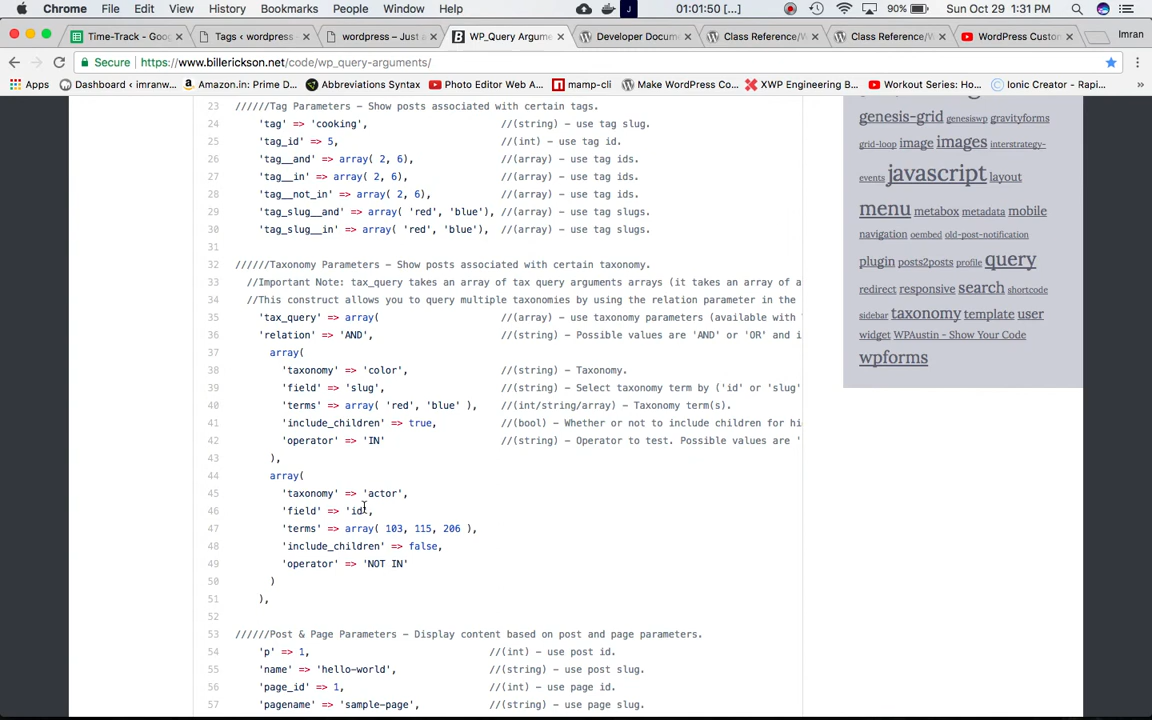 Chrome File Edit View History Bookmarks People Window Help J 01:01:50 [...] 90% Sun Oct 29 1:31 PM
Time-Track - Goo
Tags ‹ wordpress
wordpress – Just a
WP_Query Argume
Developer Docume
Class Reference/W
Class Reference/W
WordPress Custom
Imran
Secure https://www.billerickson.net/code/wp_query-arguments/
Apps Dashboard ‹ imranw... Amazon.in: Prime D... Abbreviations Syntax Photo Editor Web A... mamp-cli Make WordPress Co... XWP Engineering B... Workout Series: Ho... Ionic Creator - Rapi... »
23 //////Tag Parameters - Show posts associated with certain tags.
24 'tag' => 'cooking', //(string) - use tag slug.
25 'tag_id' => 5, //(int) - use tag id.
26 'tag__and' => array( 2, 6), //(array) - use tag ids.
27 'tag__in' => array( 2, 6), //(array) - use tag ids.
28 'tag__not_in' => array( 2, 6), //(array) - use tag ids.
29 'tag_slug__and' => array( 'red', 'blue'), //(array) - use tag slugs.
30 'tag_slug__in' => array( 'red', 'blue'), //(array) - use tag slugs.
31
32 //////Taxonomy Parameters - Show posts associated with certain taxonomy.
33 //Important Note: tax_query takes an array of tax query arguments arrays (it takes an array of a
34 //This construct allows you to query multiple taxonomies by using the relation parameter in the
35 'tax_query' => array( //(array) - use taxonomy parameters (available with
36 'relation' => 'AND', //(string) - Possible values are 'AND' or 'OR' and i
37 array(
38 'taxonomy' => 'color', //(string) - Taxonomy.
39 'field' => 'slug', //(string) - Select taxonomy term by ('id' or 'slug'
40 'terms' => array( 'red', 'blue' ), //(int/string/array) - Taxonomy term(s).
41 'include_children' => true, //(bool) - Whether or not to include children for hi
42 'operator' => 'IN' //(string) - Operator to test. Possible values are '
43 ),
44 array(
45 'taxonomy' => 'actor',
46 'field' => 'id',
47 'terms' => array( 103, 115, 206 ),
48 'include_children' => false,
49 'operator' => 'NOT IN'
50 )
51 ),
52
53 //////Post & Page Parameters - Display content based on post and page parameters.
54 'p' => 1, //(int) - use post id.
55 'name' => 'hello-world', //(string) - use post slug.
56 'page_id' => 1, //(int) - use page id.
57 'pagename' => 'sample-page', //(string) - use page slug.
genesis-grid genesiswp gravityforms
grid-loop image images interstrategy-
events javascript layout
menu metabox metadata mobile
navigation oembed old-post-notification
plugin posts2posts profile query
redirect responsive search shortcode
sidebar taxonomy template user
widget WPAustin - Show Your Code
wpforms